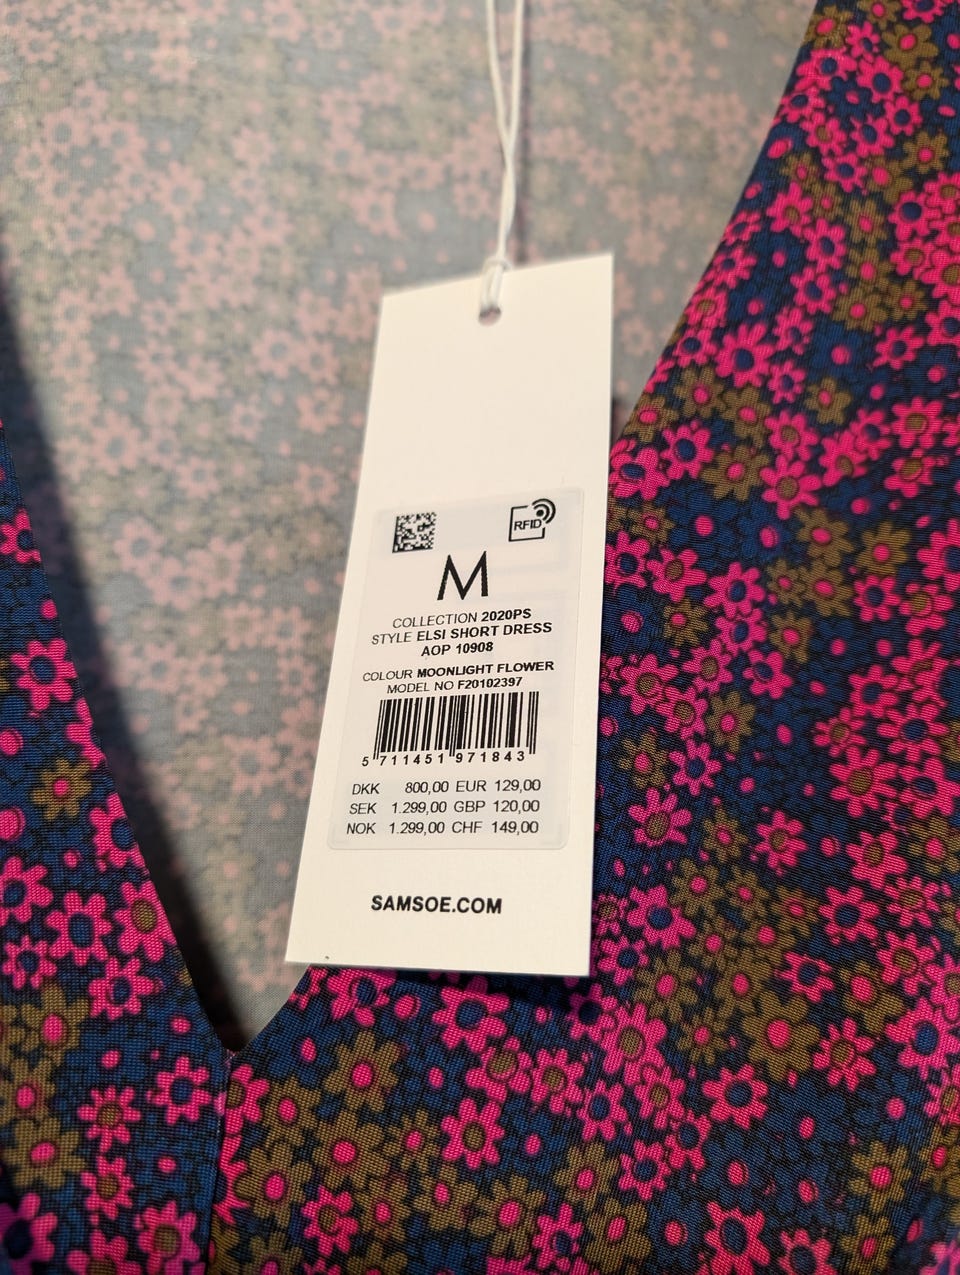 RFID
M
COLLECTION 2020PS
STYLE ELSI SHORT DRESS
AOP 10908
COLOUR MOONLIGHT FLOWER
MODEL NO F20102397
5 711451 971843
DKK 800,00 EUR 129,00
SEK 1.299,00 GBP 120,00
NOK 1.299,00 CHF 149,00
SAMSOE.COM